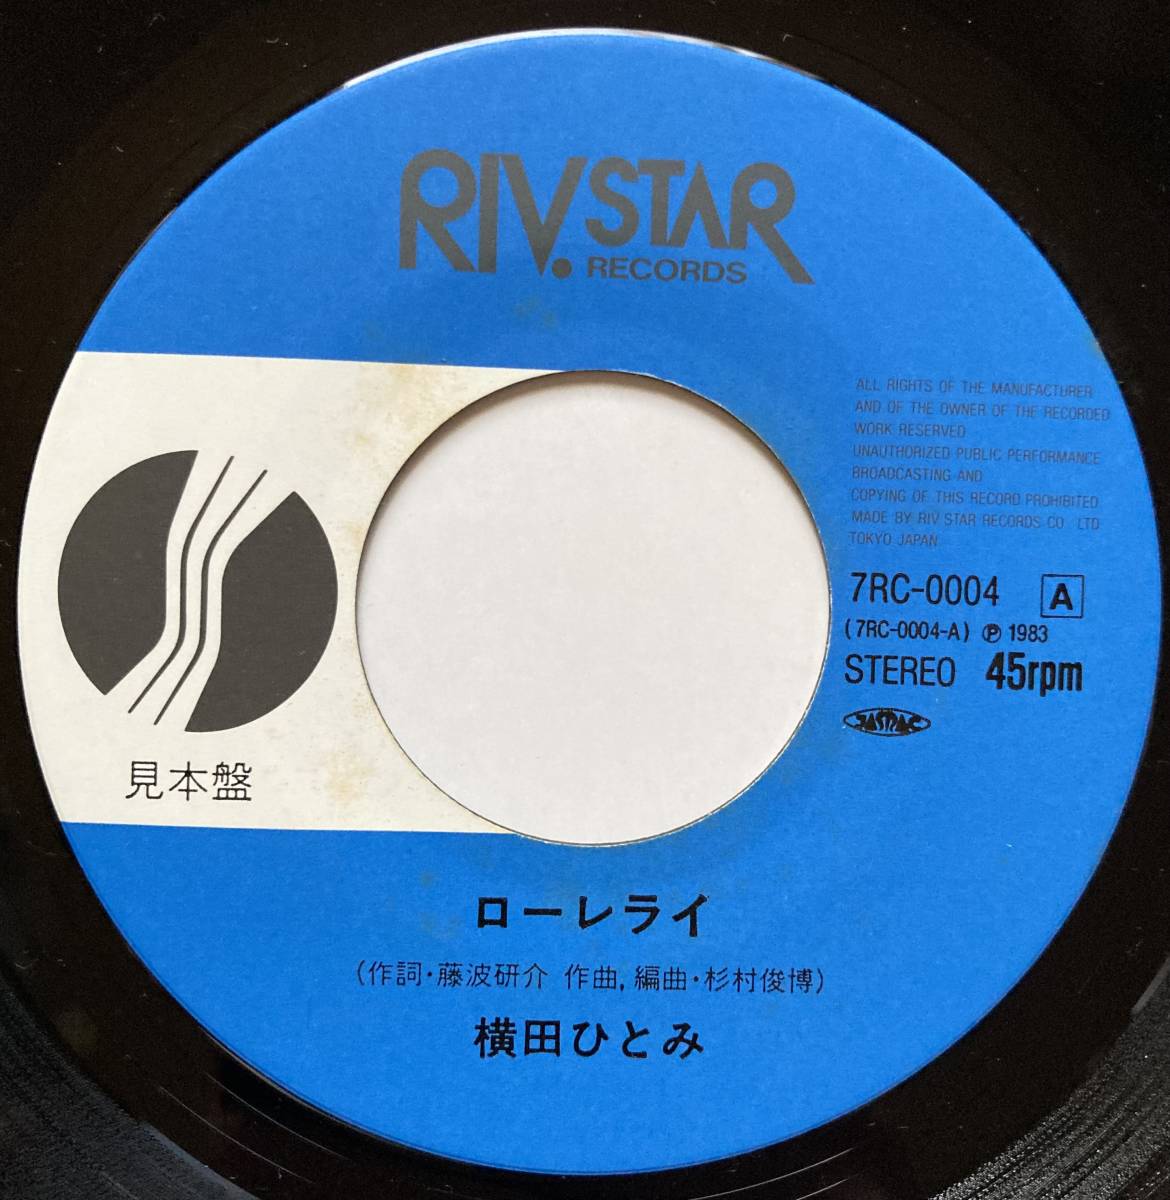 RIV.STAR
RECORDS
ALL RIGHTS OF THE MANUFACTURER
AND OF THE OWNER OF THE RECORDED
WORK RESERVED
UNAUTHORIZED PUBLIC PERFORMANCE
BROADCASTING AND
COPYING OF THIS RECORD PROHIBITED
MADE BY RIV STAR RECORDS CO LTD
TOKYO JAPAN
7RC-0004 A
(7RC-0004-A) ℗ 1983
STEREO 45rpm
JASRAC
見本盤
ローレライ
(作詞・藤波研介 作曲,編曲・杉村俊博)
横田ひとみ